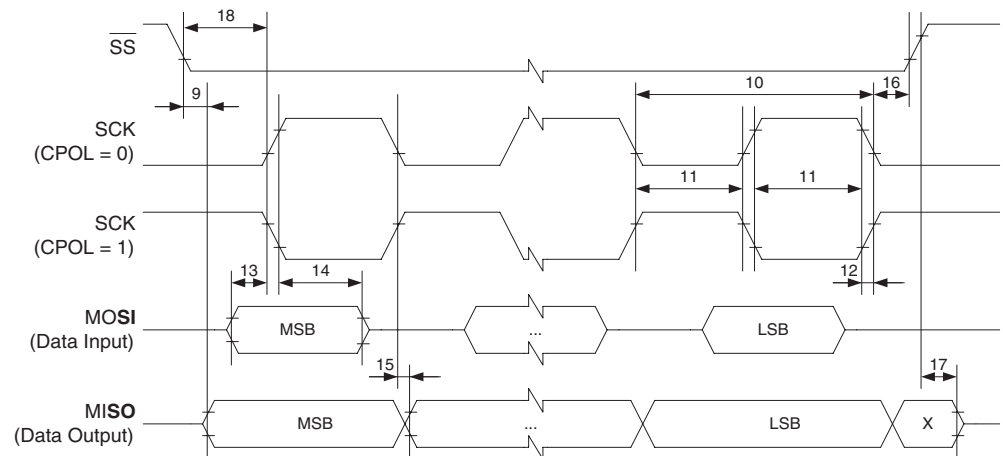 18
SS
10
9
16
SCK
(CPOL = 0)
11
11
SCK
(CPOL = 1)
13
14
12
MOSI
(Data Input)
MSB
...
LSB
15
17
MISO
(Data Output)
MSB
...
LSB
X